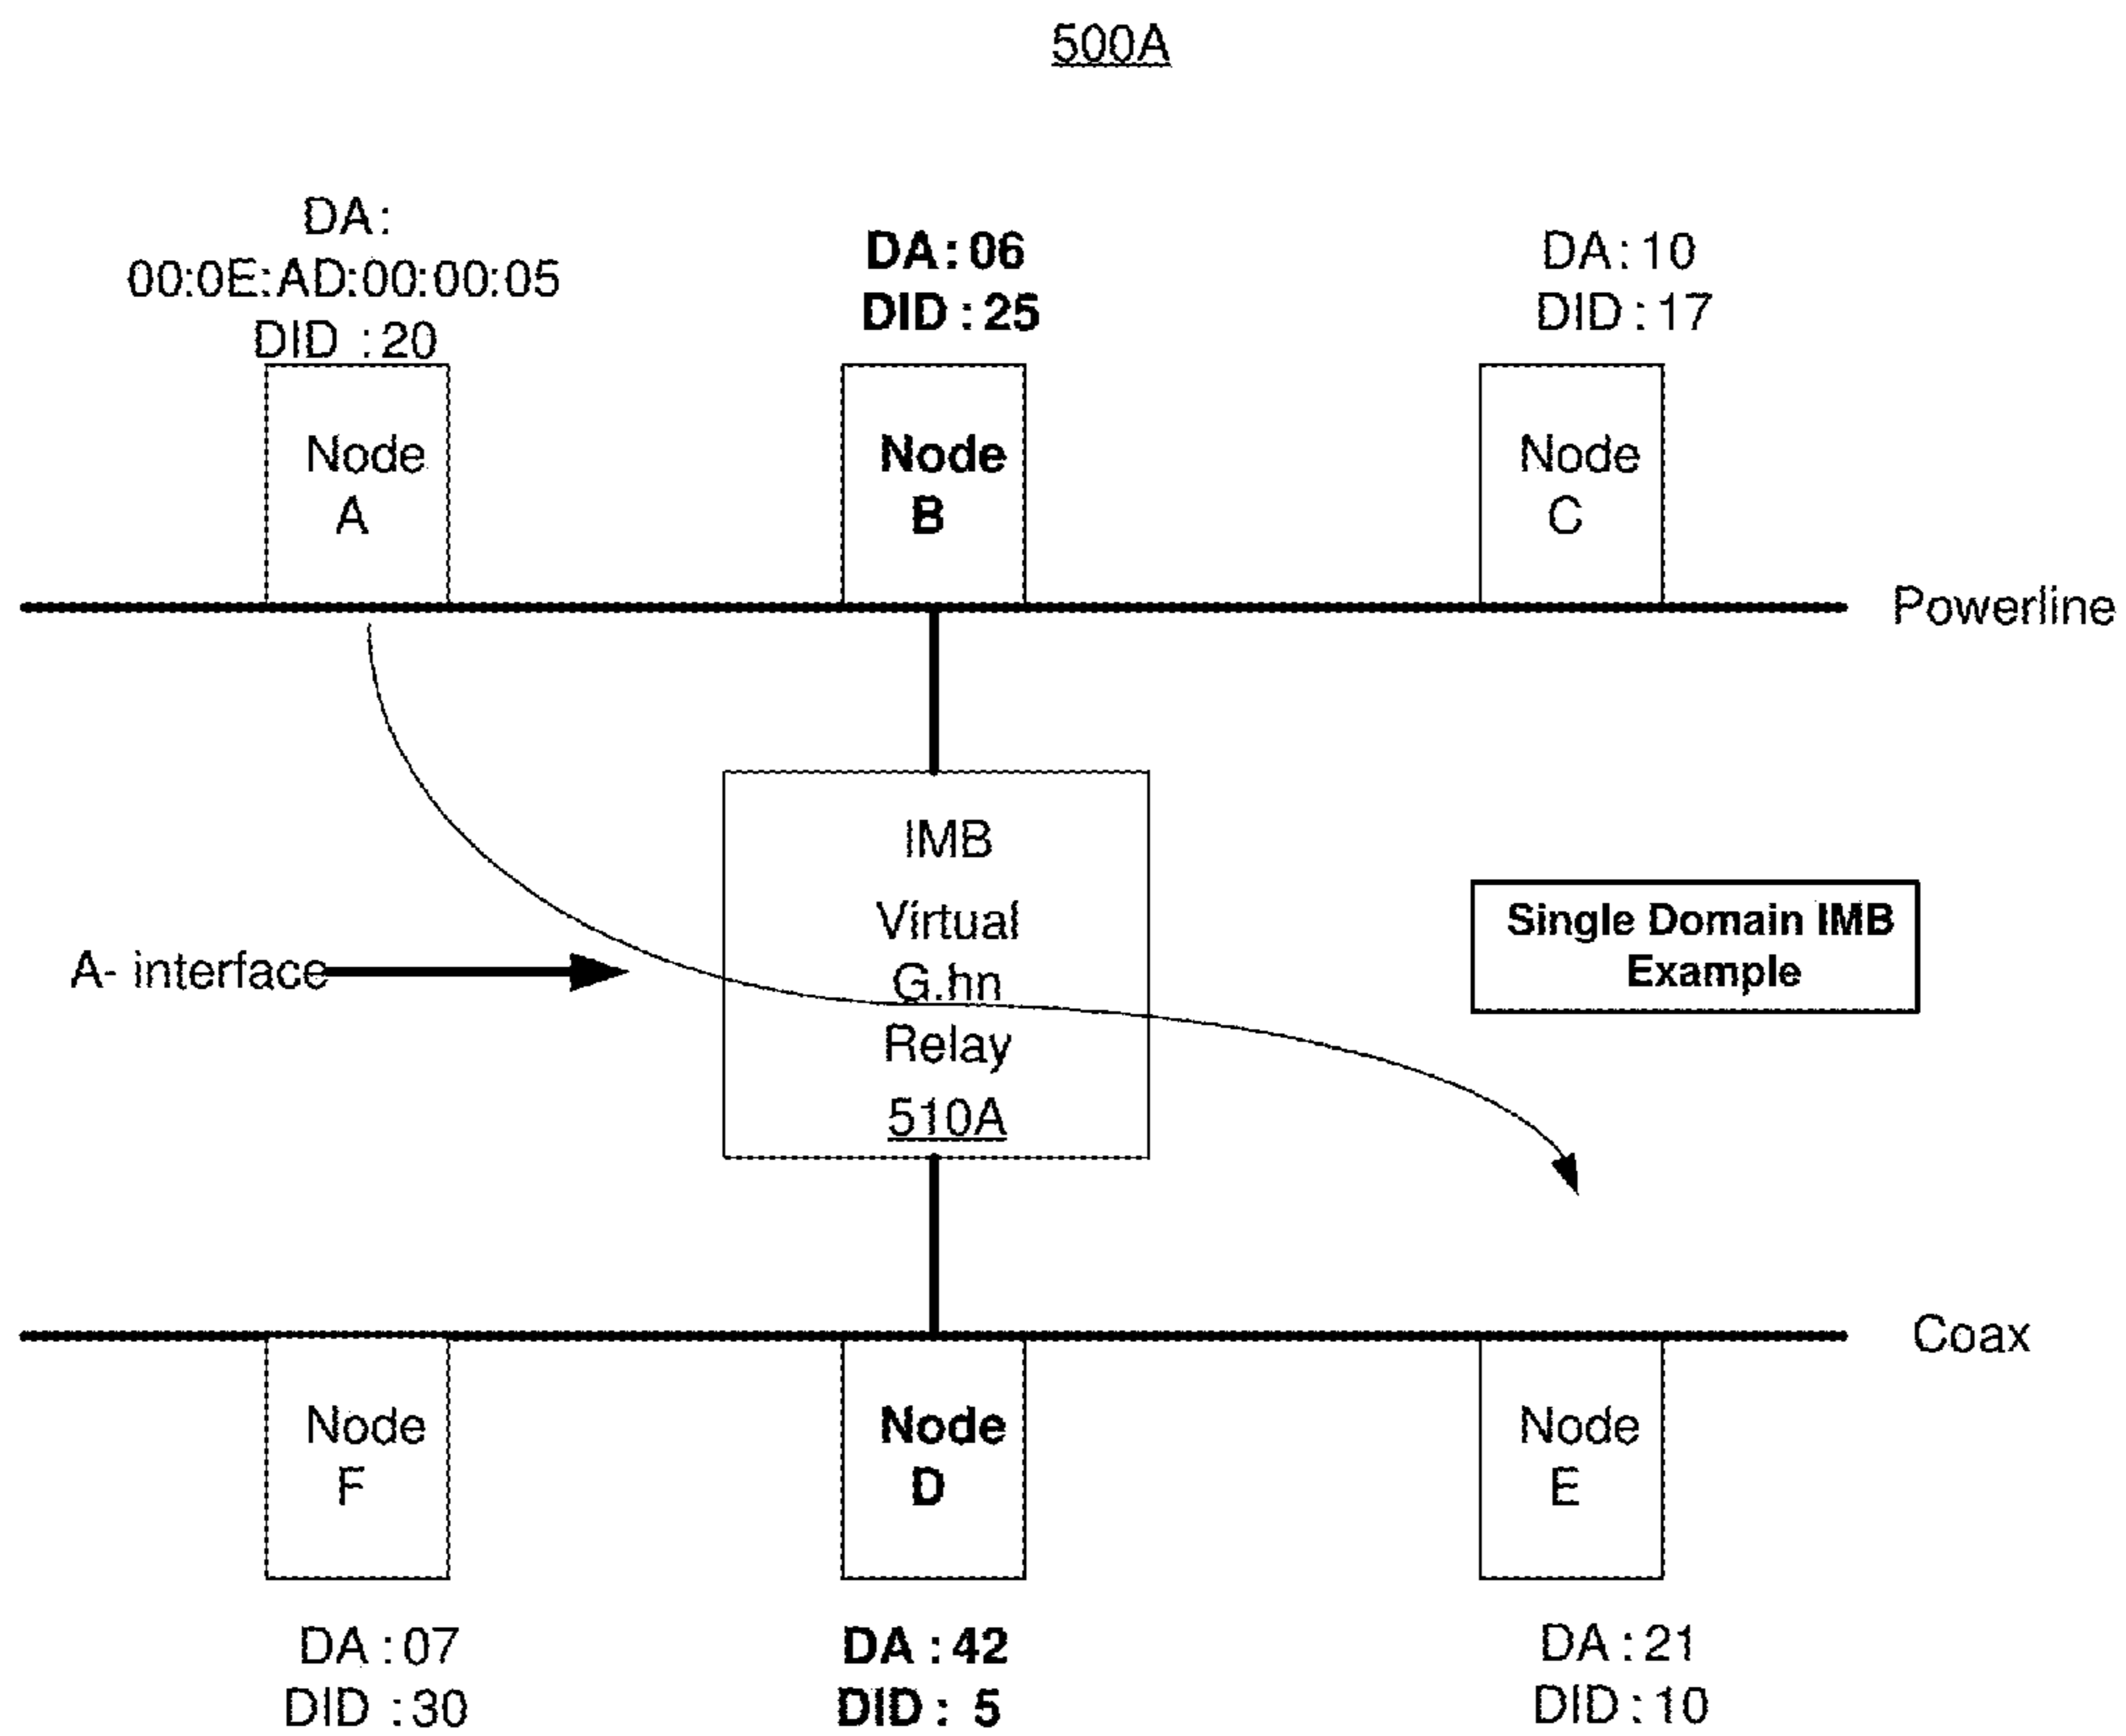 500A
DA:
00:0E:AD:00:00:05
DID :20
DA:06
DID :25
DA:10
DID:17
Node
A
Node
B
Node
C
Powerline
IMB
Virtual
G.hn
Relay
510A
A- interface
Single Domain IMB
Example
Coax
Node
F
Node
D
Node
E
DA :07
DID :30
DA :42
DID : 5
DA:21
DID:10